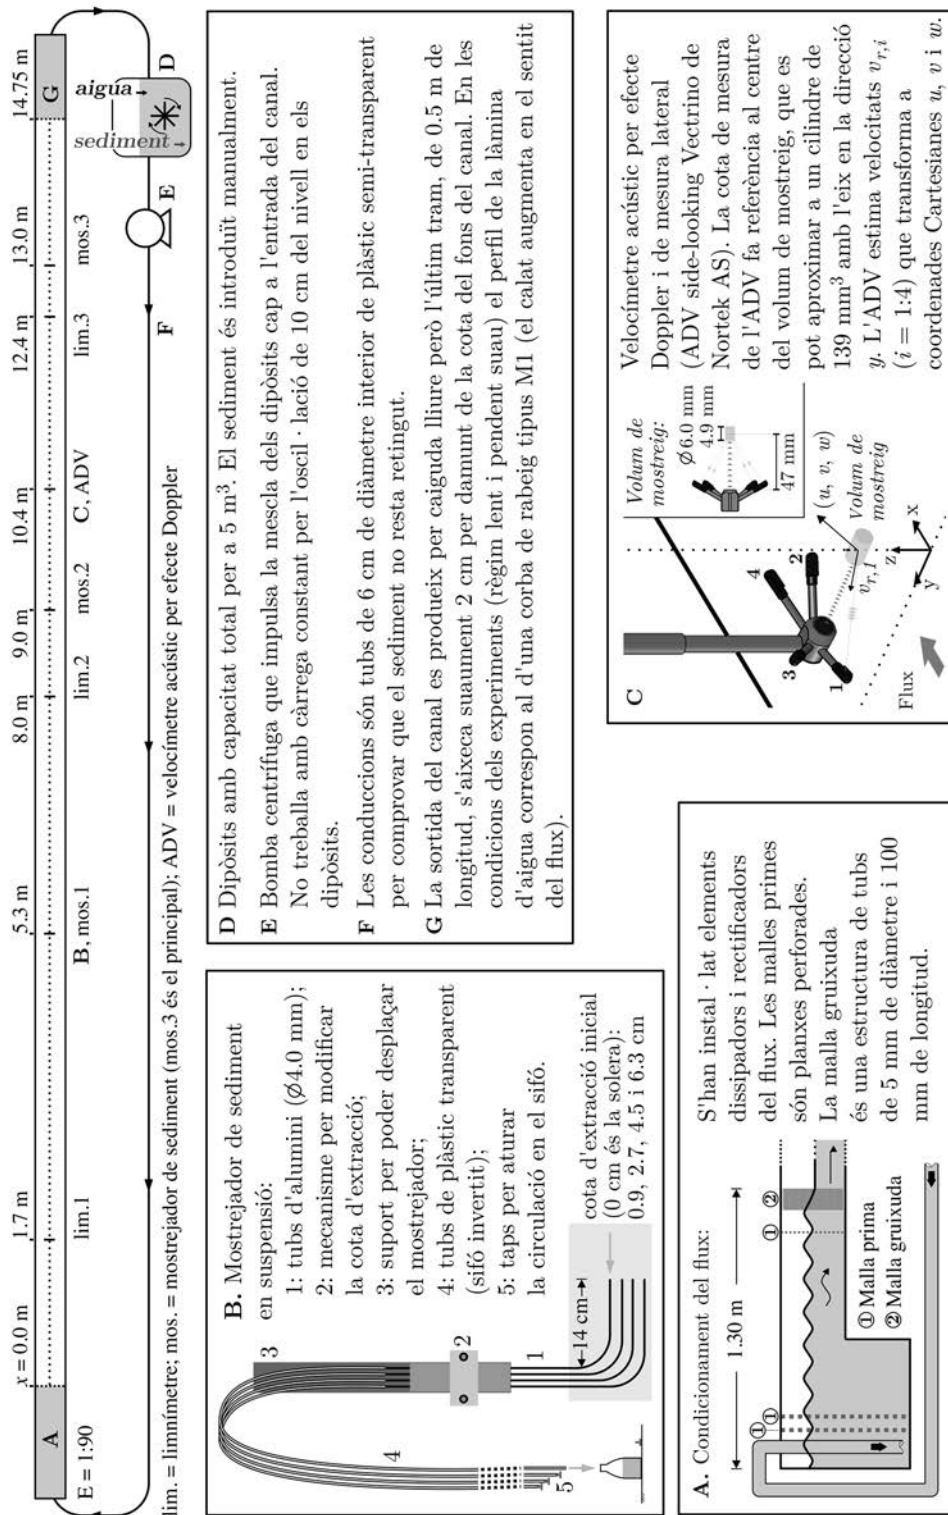 x = 0.0 m 1.7 m 5.3 m 8.0 m 9.0 m 10.4 m 12.4 m 13.0 m 14.75 m
A G
E = 1:90 lim.1 B, mos.1 lim.2 mos.2 C, ADV lim.3 mos.3
aigua
sediment
D
E
F
lim. = limnímetre; mos. = mostrejador de sediment (mos.3 és el principal); ADV = velocímetre acústic per efecte Doppler
B. Mostrejador de sediment
en suspensió:
1: tubs d'alumini (Ø4.0 mm);
2: mecanisme per modificar
la cota d'extracció;
3: suport per poder desplaçar
el mostrejador;
4: tubs de plàstic transparent
(sifó invertit);
5: taps per aturar
la circulació en el sifó.
3
2
1
4
5
14 cm
cota d'extracció inicial
(0 cm és la solera):
0.9, 2.7, 4.5 i 6.3 cm
D Dipòsits amb capacitat total per a 5 m³. El sediment és introduït manualment.
E Bomba centrífuga que impulsa la mescla dels dipòsits cap a l'entrada del canal.
No treballa amb càrrega constant per l'oscil · lació de 10 cm del nivell en els
dipòsits.
F Les conduccions són tubs de 6 cm de diàmetre interior de plàstic semi-transparent
per comprovar que el sediment no resta retingut.
G La sortida del canal es produeix per caiguda lliure però l'últim tram, de 0.5 m de
longitud, s'aixeca suaument 2 cm per damunt de la cota del fons del canal. En les
condicions dels experiments (règim lent i pendent suau) el perfil de la làmina
d'aigua correspon al d'una corba de rabeig tipus M1 (el calat augmenta en el sentit
del flux).
A. Condicionament del flux:
1.30 m
① ① ① ②
① Malla prima
② Malla gruixuda
S'han instal · lat elements
dissipadors i rectificadors
del flux. Les malles primes
són planxes perforades.
La malla gruixuda
és una estructura de tubs
de 5 mm de diàmetre i 100
mm de longitud.
C
3
4
1
2
Flux
z
y
x
v_{r,1}
(u, v, w)
Volum de
mostreig
Volum de
mostreig:
Ø6.0 mm
4.9 mm
47 mm
Velocímetre acústic per efecte
Doppler i de mesura lateral
(ADV side-looking Vectrino de
Nortek AS). La cota de mesura
de l'ADV fa referència al centre
del volum de mostreig, que es
pot aproximar a un cilindre de
139 mm³ amb l'eix en la direcció
y. L'ADV estima velocitats v_{r,i}
(i = 1:4) que transforma a
coordenades Cartesianes u, v i w.